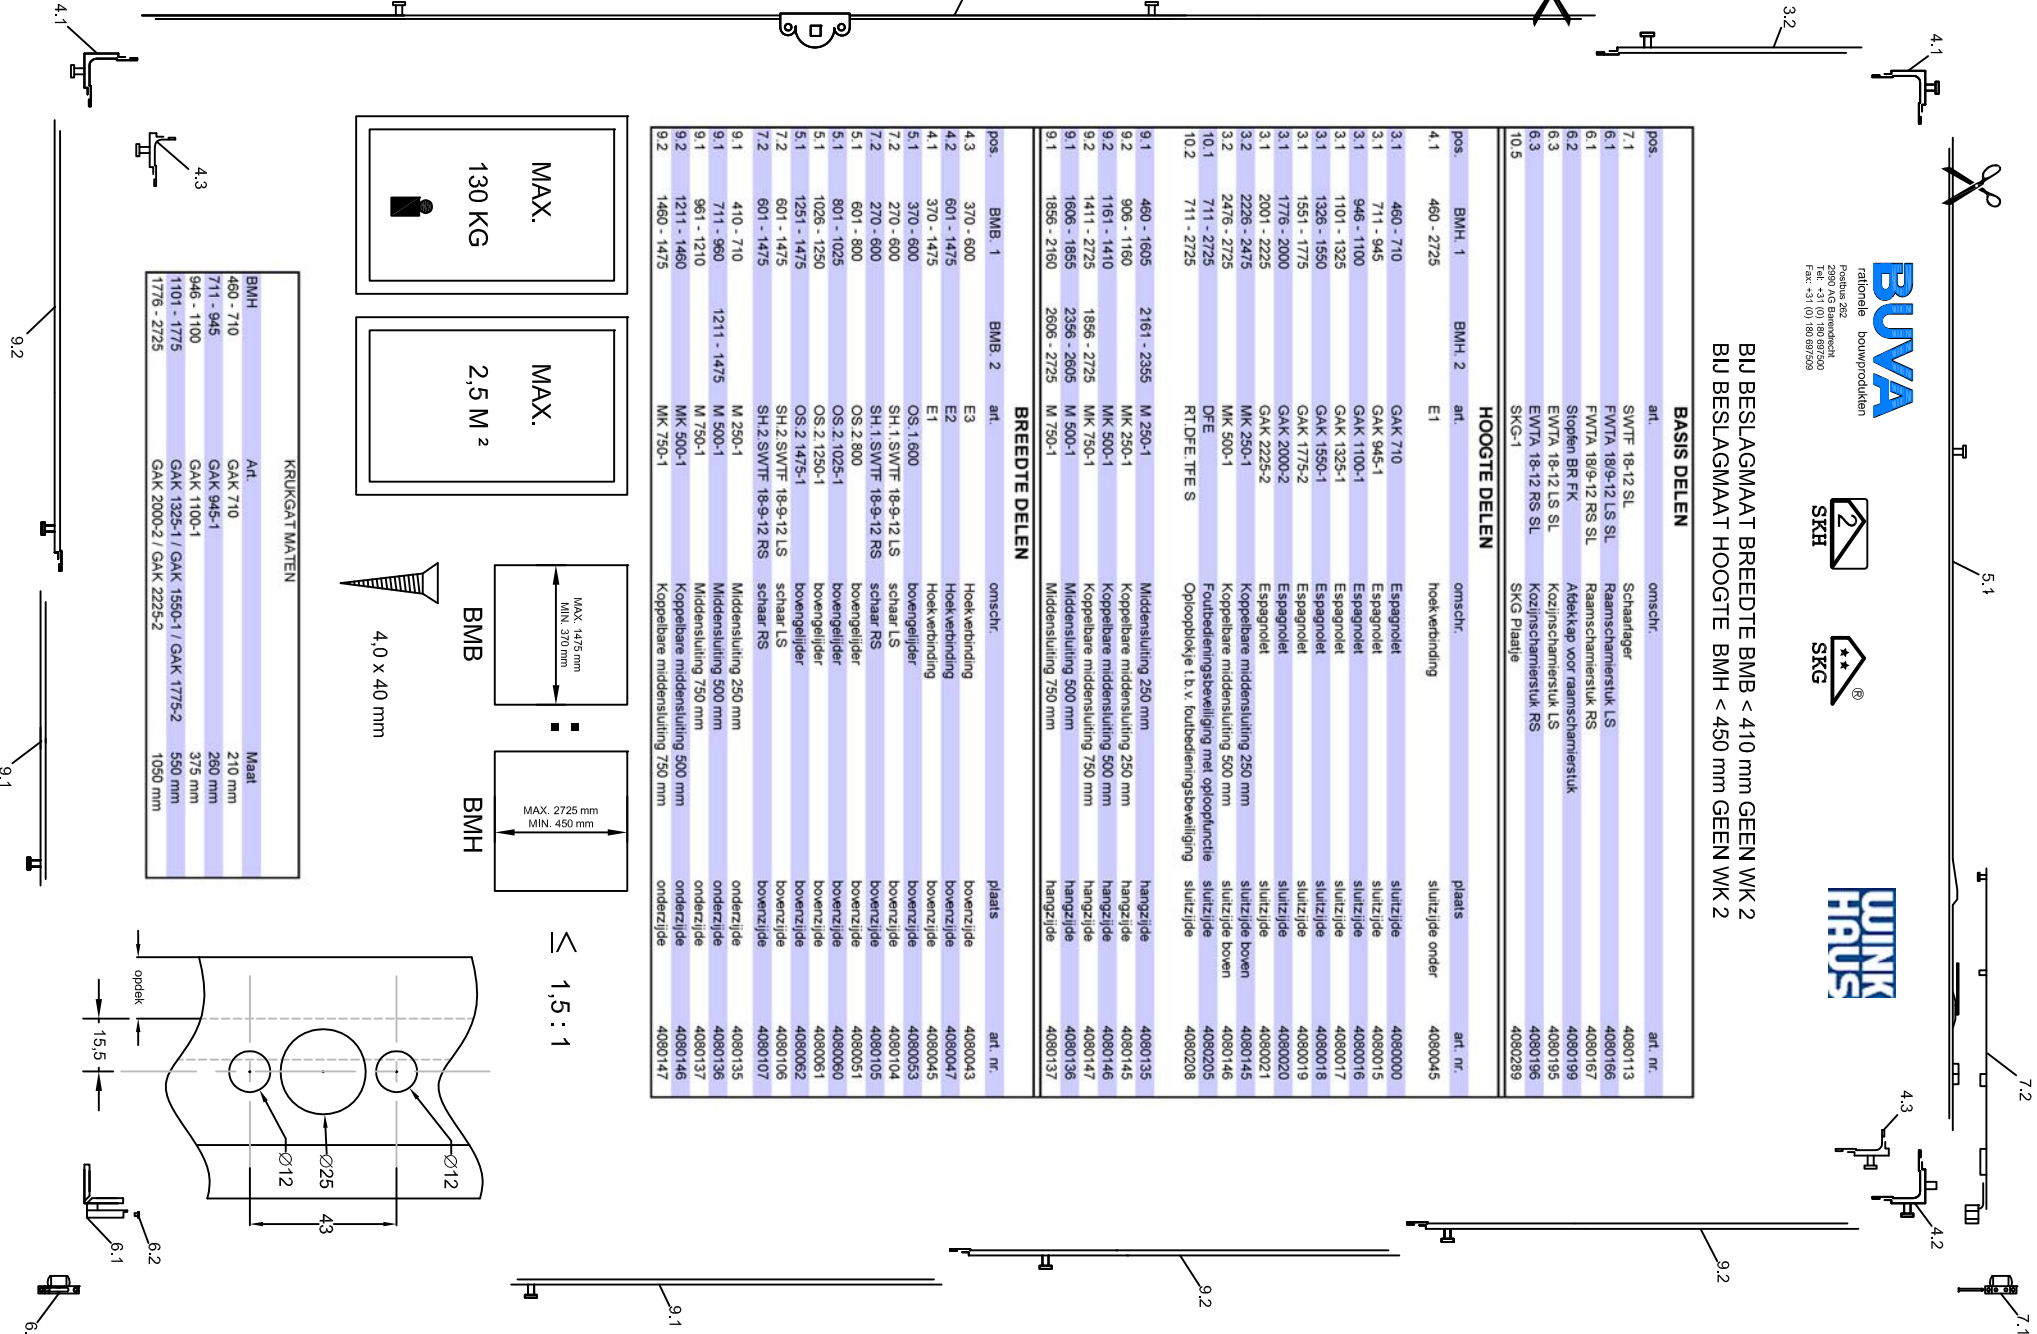 BUVA
rationele bouwprodukten
Postbus 262
2990 AG Barendrecht
Tel: +31 (0) 180 697500
Fax: +31 (0) 180 697509
2
SKH
SKG
®
WINK
HAUS
BIJ BESLAGMAAT BREEDTE BMB < 410 mm GEEN WK 2
BIJ BESLAGMAAT HOOGTE BMH < 450 mm GEEN WK 2
BASIS DELEN
pos. art. omschr. art. nr.
7.1 SWTF 18-12 SL Schaarlager 4080113
6.1 FWTA 18/9-12 LS SL Raamscharnierstuk LS 4080166
6.1 FWTA 18/9-12 RS SL Raamscharnierstuk RS 4080167
6.2 Stopfen BR FK Afdekkap voor raamscharnierstuk 4080199
6.3 EWTA 18-12 LS SL Kozijnscharnierstuk LS 4080195
6.3 EWTA 18-12 RS SL Kozijnscharnierstuk RS 4080196
10.5 SKG-1 SKG Plaatje 4080289
HOOGTE DELEN
pos. BMH. 1 BMH. 2 art. omschr. plaats art. nr.
4.1 460 - 2725 E1 hoekverbinding sluitzijde onder 4080045
3.1 460 - 710 GAK 710 Espagnolet sluitzijde 4080000
3.1 711 - 945 GAK 945-1 Espagnolet sluitzijde 4080015
3.1 946 - 1100 GAK 1100-1 Espagnolet sluitzijde 4080016
3.1 1101 - 1325 GAK 1325-1 Espagnolet sluitzijde 4080017
3.1 1326 - 1550 GAK 1550-1 Espagnolet sluitzijde 4080018
3.1 1551 - 1775 GAK 1775-2 Espagnolet sluitzijde 4080019
3.1 1776 - 2000 GAK 2000-2 Espagnolet sluitzijde 4080020
3.1 2001 - 2225 GAK 2225-2 Espagnolet sluitzijde 4080021
3.2 2226 - 2475 MK 250-1 Koppelbare middensluiting 250 mm sluitzijde boven 4080145
3.2 2476 - 2725 MK 500-1 Koppelbare middensluiting 500 mm sluitzijde boven 4080146
10.1 711 - 2725 DFE Foutbedieningsbeveiliging met oploopfunctie sluitzijde 4080205
10.2 711 - 2725 RT.DFE.TFE S Oploopblokje t.b.v. foutbedieningsbeveiliging sluitzijde 4080208
9.1 460 - 1605 2161 - 2355 M 250-1 Middensluiting 250 mm hangzijde 4080135
9.2 906 - 1160 MK 250-1 Koppelbare middensluiting 250 mm hangzijde 4080145
9.2 1161 - 1410 MK 500-1 Koppelbare middensluiting 500 mm hangzijde 4080146
9.2 1411 - 2725 1856 - 2725 MK 750-1 Koppelbare middensluiting 750 mm hangzijde 4080147
9.1 1606 - 1855 2356 - 2605 M 500-1 Middensluiting 500 mm hangzijde 4080136
9.1 1856 - 2160 2606 - 2725 M 750-1 Middensluiting 750 mm hangzijde 4080137
BREEDTE DELEN
pos. BMB. 1 BMB. 2 art. omschr. plaats art. nr.
4.3 370 - 600 E3 Hoekverbinding bovenzijde 4080043
4.2 601 - 1475 E2 Hoekverbinding bovenzijde 4080047
4.1 370 - 1475 E1 Hoekverbinding bovenzijde 4080045
5.1 370 - 600 OS.1.600 bovengelijder bovenzijde 4080053
7.2 270 - 600 SH.1.SWTF 18-9-12 LS schaar LS bovenzijde 4080104
7.2 270 - 600 SH.1.SWTF 18-9-12 RS schaar RS bovenzijde 4080105
5.1 601 - 800 OS.2.800 bovengelijder bovenzijde 4080051
5.1 801 - 1025 OS.2.1025-1 bovengelijder bovenzijde 4080060
5.1 1026 - 1250 OS.2.1250-1 bovengelijder bovenzijde 4080061
5.1 1251 - 1475 OS.2 1475-1 bovengelijder bovenzijde 4080062
7.2 601 - 1475 SH.2.SWTF 18-9-12 LS schaar LS bovenzijde 4080106
7.2 601 - 1475 SH.2.SWTF 18-9-12 RS schaar RS bovenzijde 4080107
9.1 410 - 710 M 250-1 Middensluiting 250 mm onderzijde 4080135
9.1 711 - 960 1211 - 1475 M 500-1 Middensluiting 500 mm onderzijde 4080136
9.1 961 - 1210 M 750-1 Middensluiting 750 mm onderzijde 4080137
9.2 1211 - 1460 MK 500-1 Koppelbare middensluiting 500 mm onderzijde 4080146
9.2 1460 - 1475 MK 750-1 Koppelbare middensluiting 750 mm onderzijde 4080147
MAX.
130 KG
MAX.
2,5 M ²
MAX. 1475 mm
MIN. 370 mm
BMB
:
MAX. 2725 mm
MIN. 450 mm
BMH
≤ 1,5 : 1
4,0 x 40 mm
KRUKGATMATEN
BMH Art. Maat
460 - 710 GAK 710 210 mm
711 - 945 GAK 945-1 260 mm
946 - 1100 GAK 1100-1 375 mm
1101 - 1775 GAK 1325-1 / GAK 1550-1 / GAK 1775-2 550 mm
1776 - 2725 GAK 2000-2 / GAK 2225-2 1050 mm
opdek
15,5
Ø12
Ø25
Ø12
43
4.1
3.2
4.1
4.3
9.2
9.1
5.1
7.2
4.3
4.2
7.1
9.2
9.2
9.1
6.2
6.1
6.